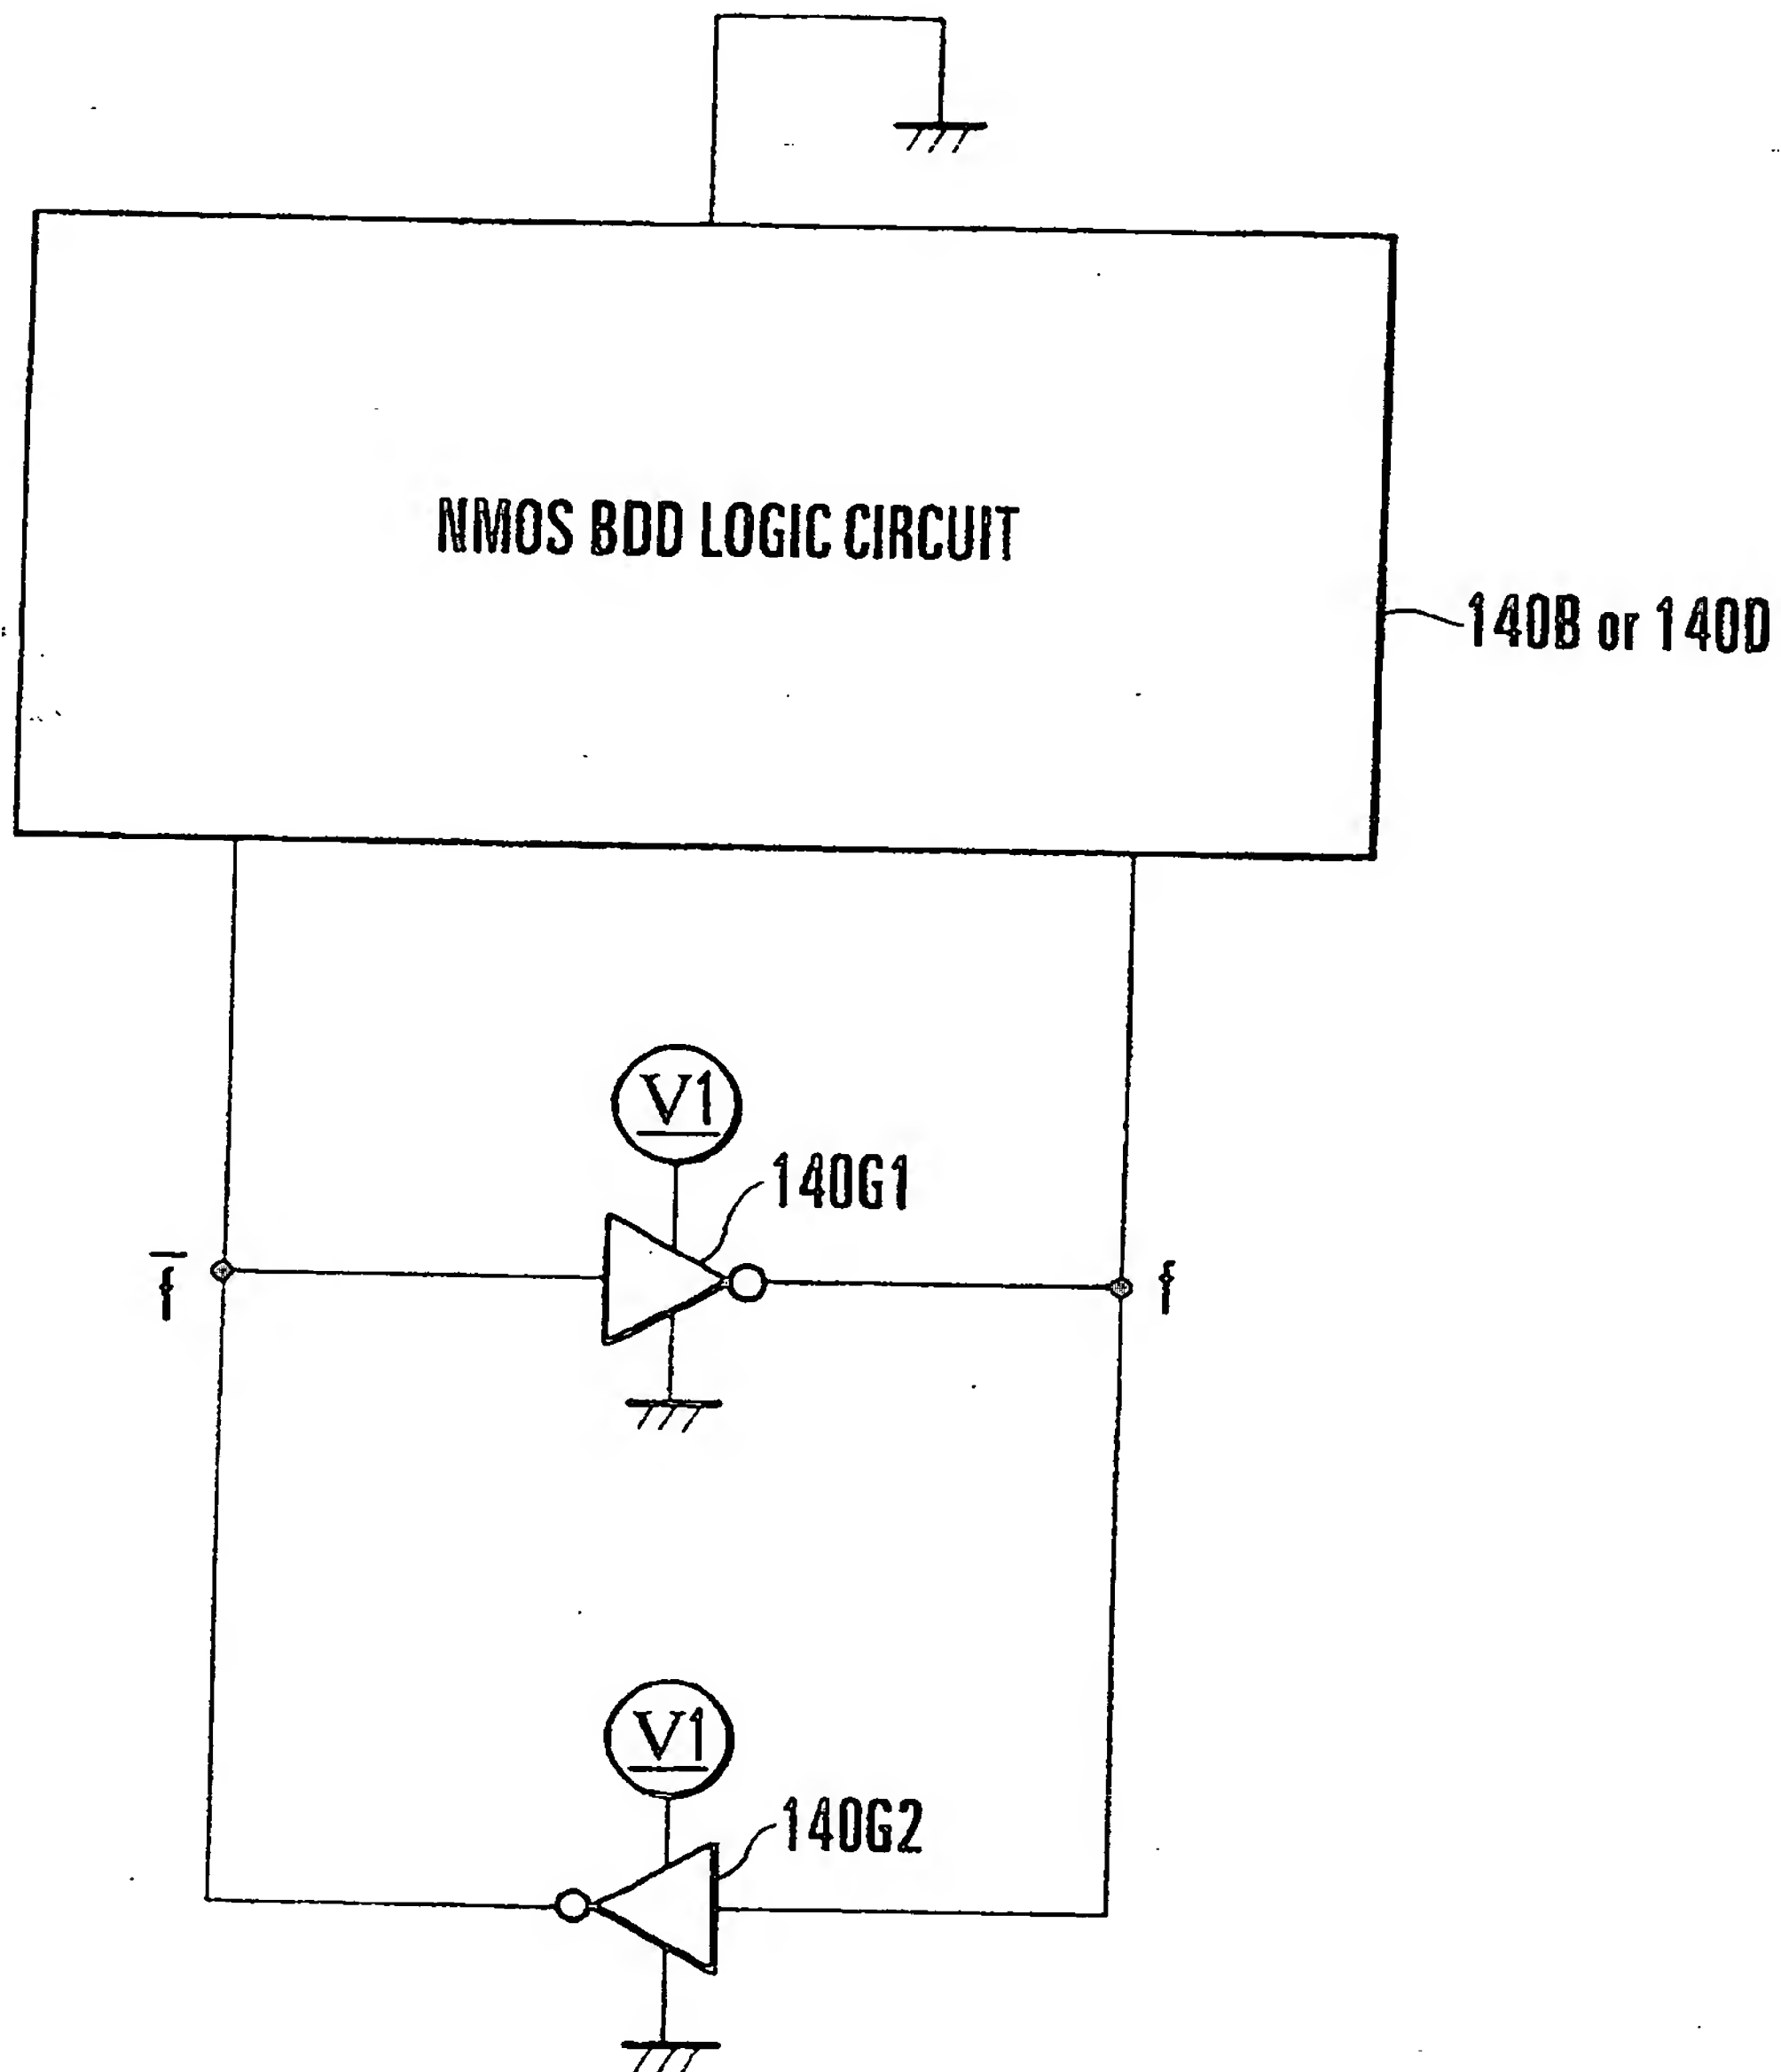 NMOS BDD LOGIC CIRCUIT
140B or 140D
V1
140G1
f̅
f
V1
140G2